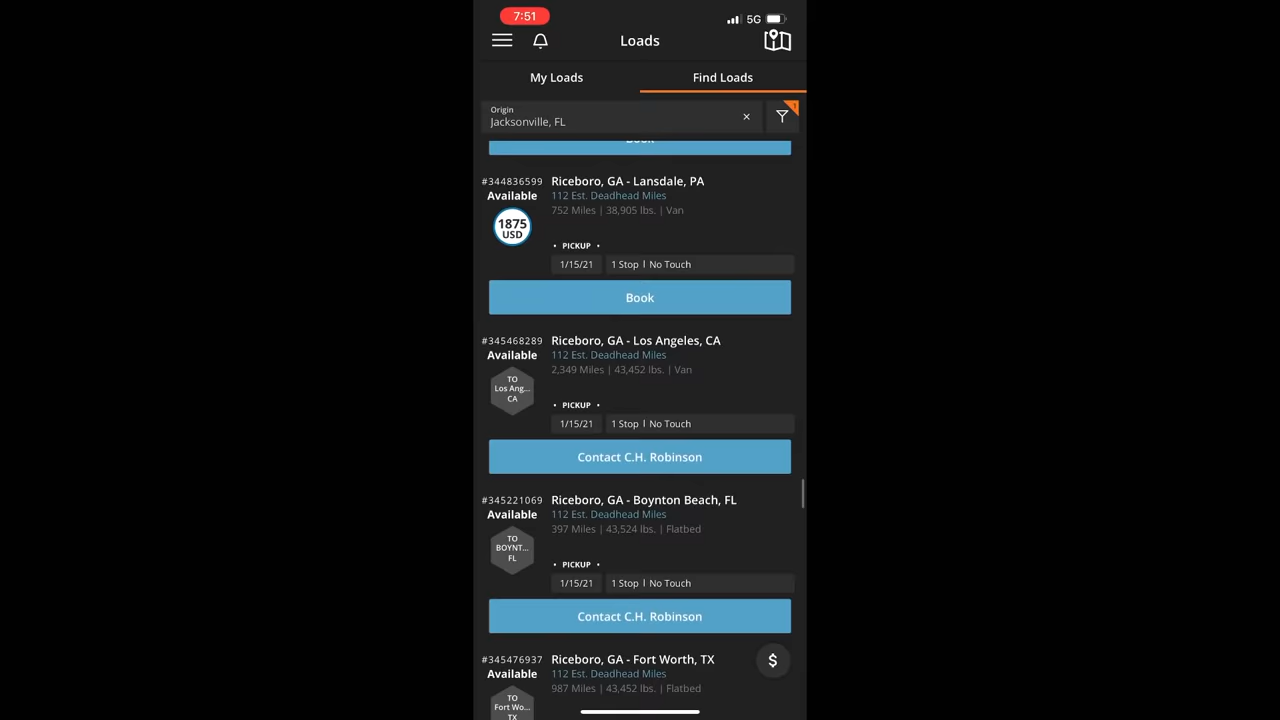 7:51
5G
Loads
My Loads
Find Loads
Origin
Jacksonville, FL
1
Book
#344836599
Riceboro, GA - Lansdale, PA
Available
112 Est. Deadhead Miles
752 Miles | 38,905 lbs. | Van
1875
USD
• PICKUP •
1/15/21
1 Stop | No Touch
Book
#345468289
Riceboro, GA - Los Angeles, CA
Available
112 Est. Deadhead Miles
2,349 Miles | 43,452 lbs. | Van
TO
Los Ang...
CA
• PICKUP •
1/15/21
1 Stop | No Touch
Contact C.H. Robinson
#345221069
Riceboro, GA - Boynton Beach, FL
Available
112 Est. Deadhead Miles
397 Miles | 43,524 lbs. | Flatbed
TO
BOYNT...
FL
• PICKUP •
1/15/21
1 Stop | No Touch
Contact C.H. Robinson
#345476937
Riceboro, GA - Fort Worth, TX
Available
112 Est. Deadhead Miles
987 Miles | 43,452 lbs. | Flatbed
TO
Fort Wo...
TX
$